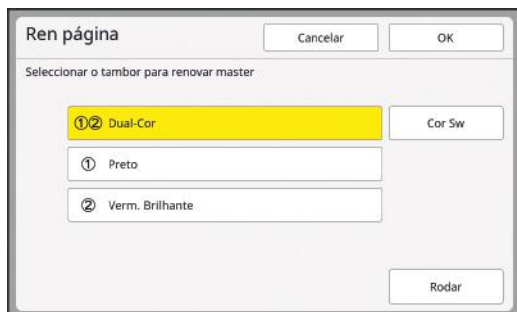 Ren página
Cancelar
OK
Seleccionar o tambor para renovar master
①② Dual-Cor
Cor Sw
① Preto
② Verm. Brilhante
Rodar